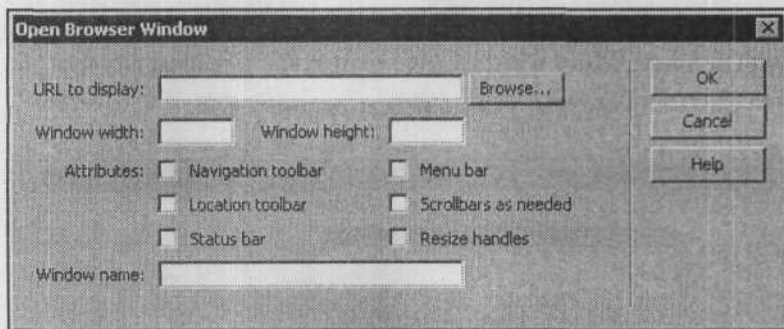 Open Browser Window
URL to display: Browse... OK
Window width: Window height: Cancel
Attributes: Navigation toolbar Menu bar Help
Location toolbar Scrollbars as needed
Status bar Resize handles
Window name: